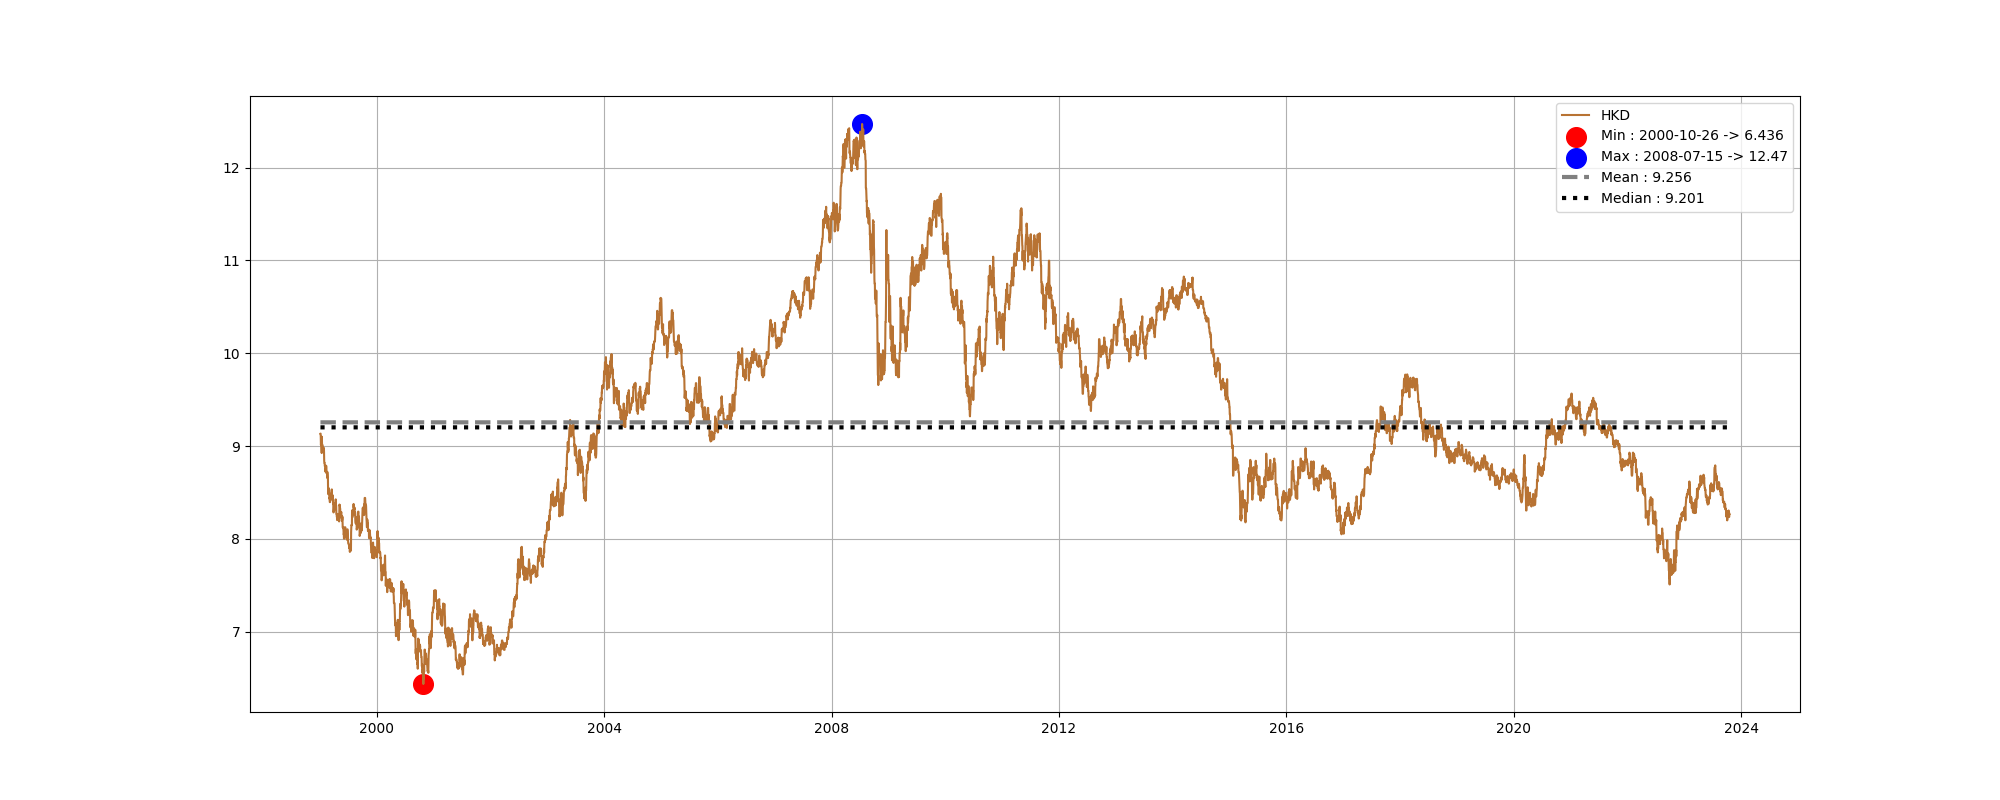 HKD
Min : 2000-10-26 -> 6.436
Max : 2008-07-15 -> 12.47
Mean : 9.256
Median : 9.201
12
11
10
9
8
7
2000 2004 2008 2012 2016 2020 2024